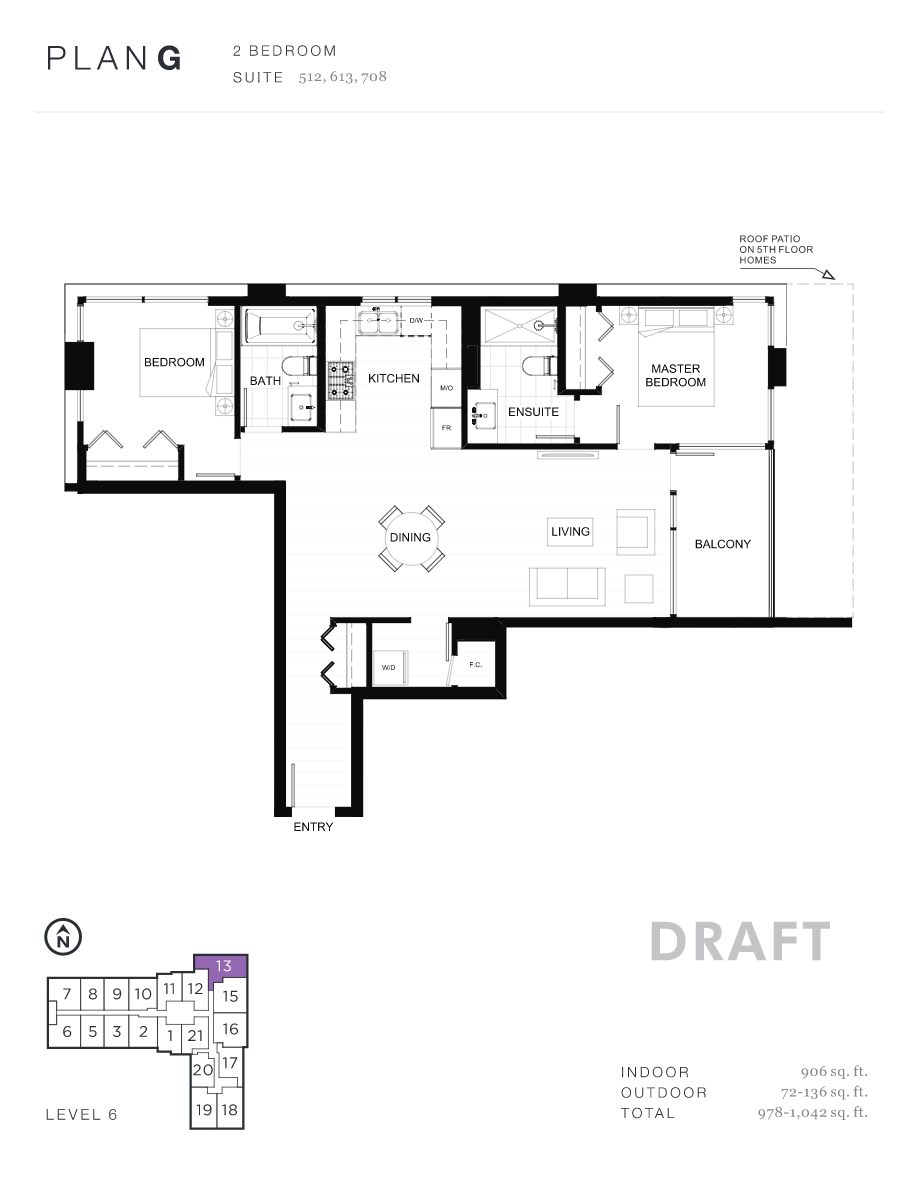 PLAN G
2 BEDROOM
SUITE 512, 613, 708
ROOF PATIO
ON 5TH FLOOR
HOMES
BEDROOM
BATH
D/W
KITCHEN
M/O
FR
ENSUITE
MASTER
BEDROOM
DINING
LIVING
BALCONY
W/D
F.C.
ENTRY
N
DRAFT
13
7 8 9 10 11 12 15
16
6 5 3 2 1 21
17
20
19 18
LEVEL 6
INDOOR 906 sq. ft.
OUTDOOR 72-136 sq. ft.
TOTAL 978-1,042 sq. ft.